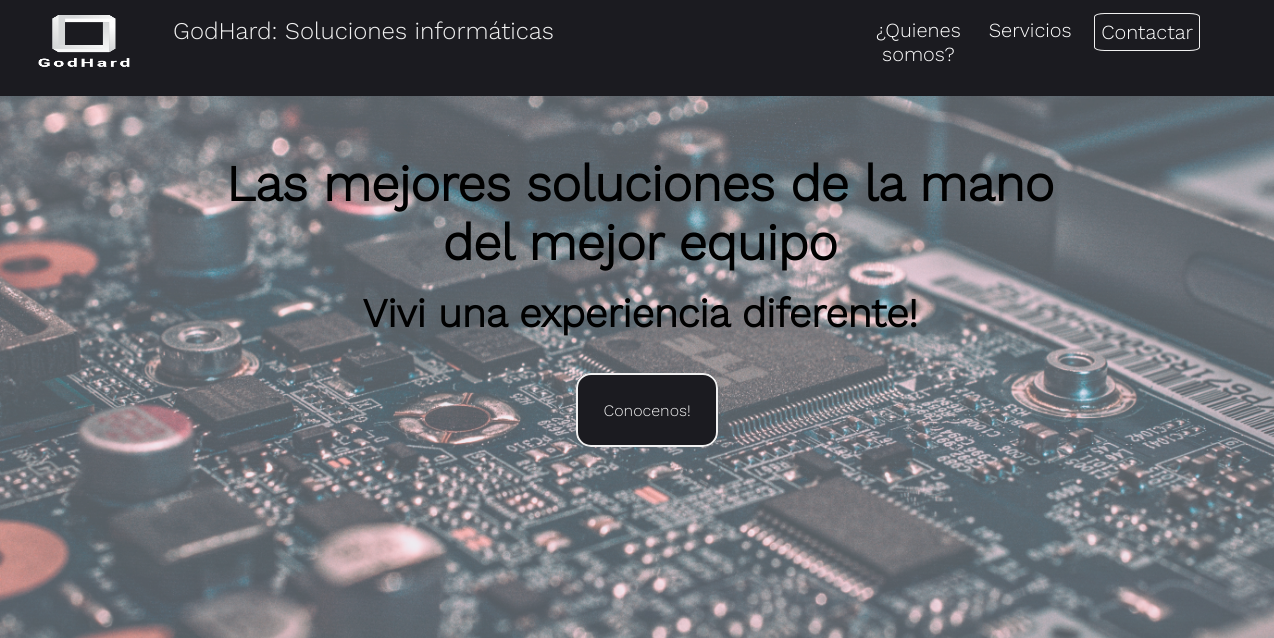 GodHard: Soluciones informáticas
¿Quienes
somos?
Servicios
Contactar
GodHard
Las mejores soluciones de la mano
del mejor equipo
Vivi una experiencia diferente!
Conocenos!